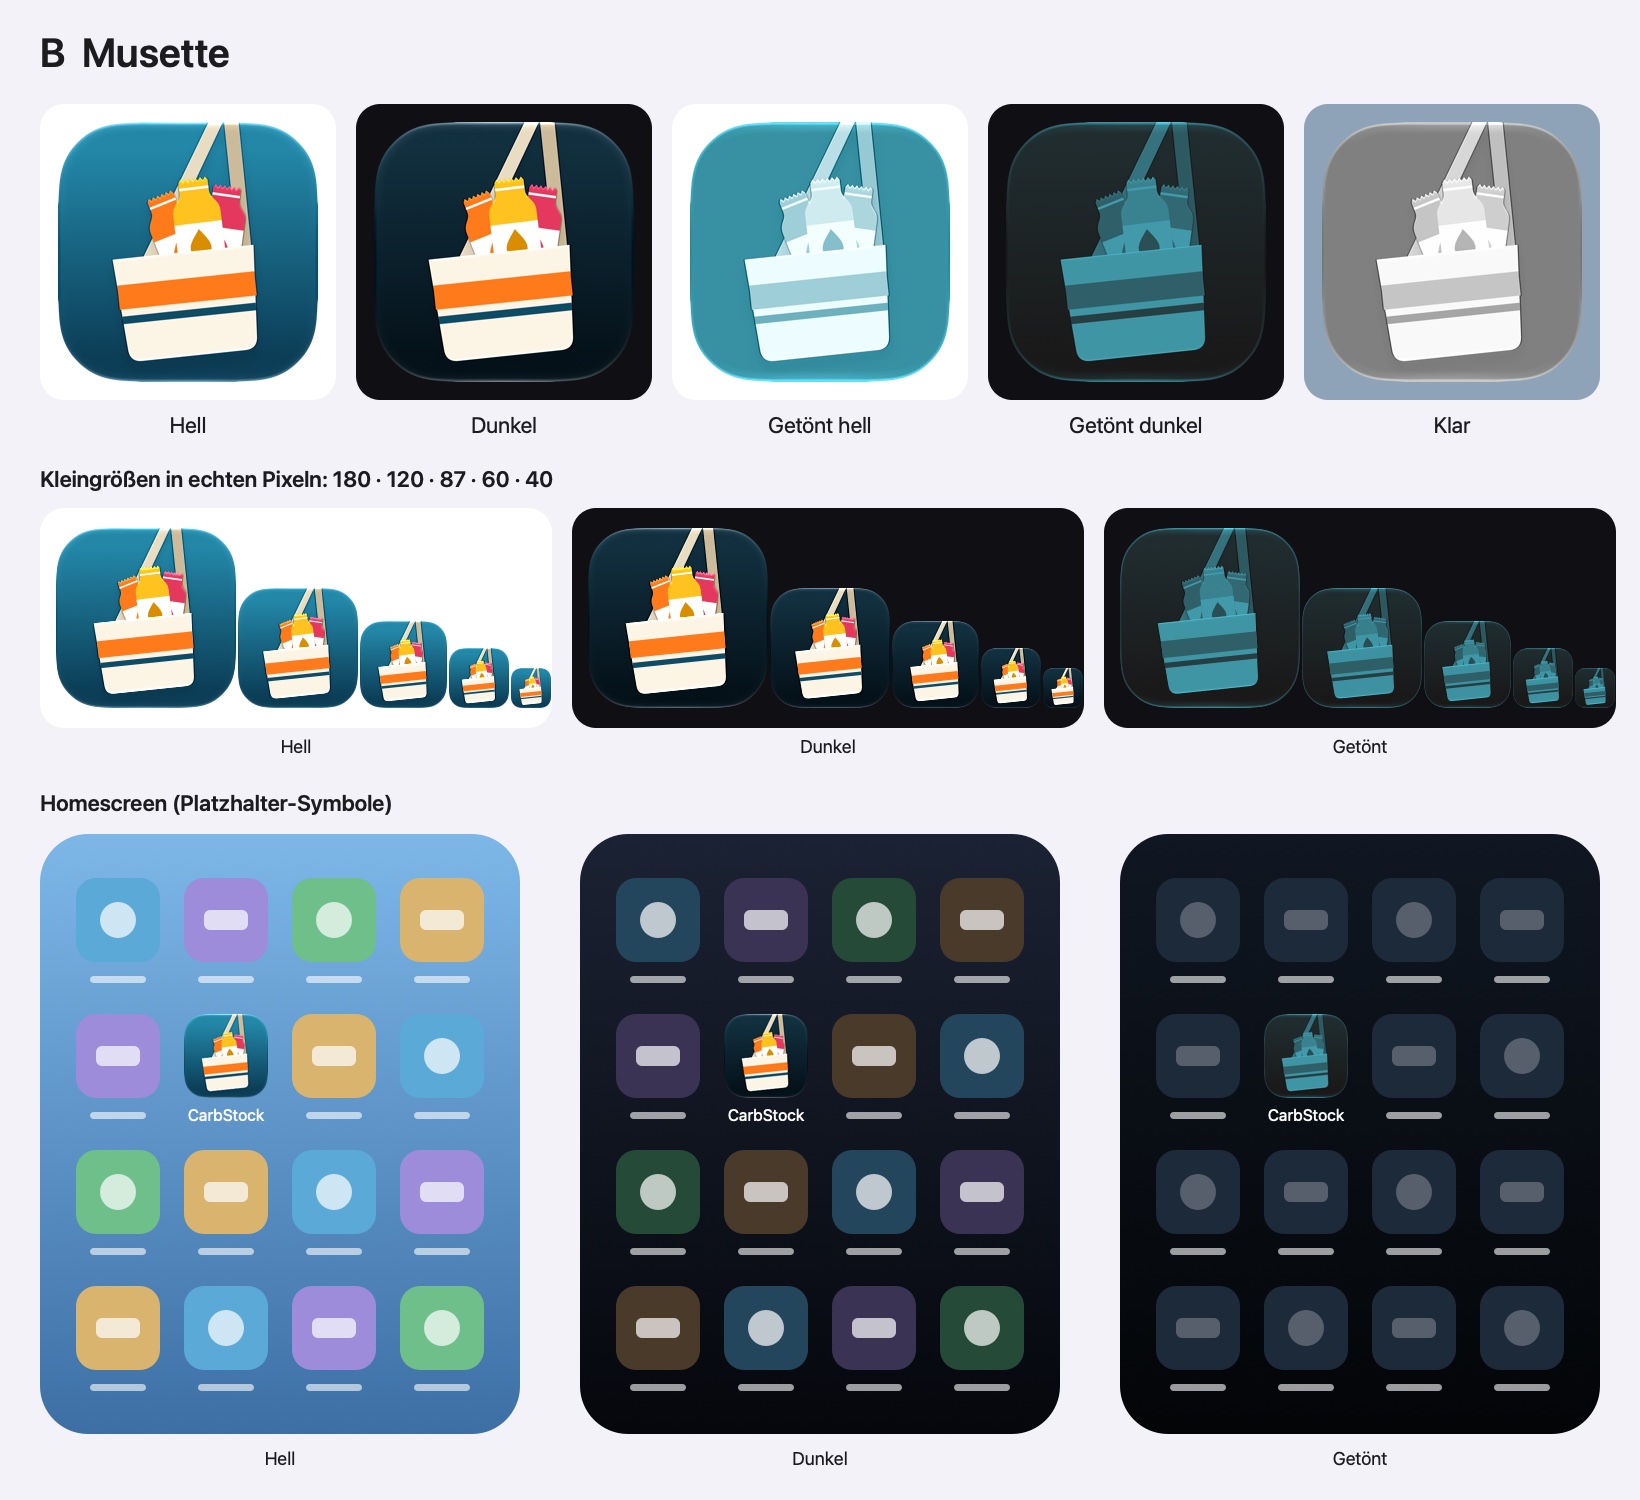 B Musette
Hell
Dunkel
Getönt hell
Getönt dunkel
Klar
Kleingrößen in echten Pixeln: 180 · 120 · 87 · 60 · 40
Hell
Dunkel
Getönt
Homescreen (Platzhalter-Symbole)
CarbStock
CarbStock
CarbStock
Hell
Dunkel
Getönt